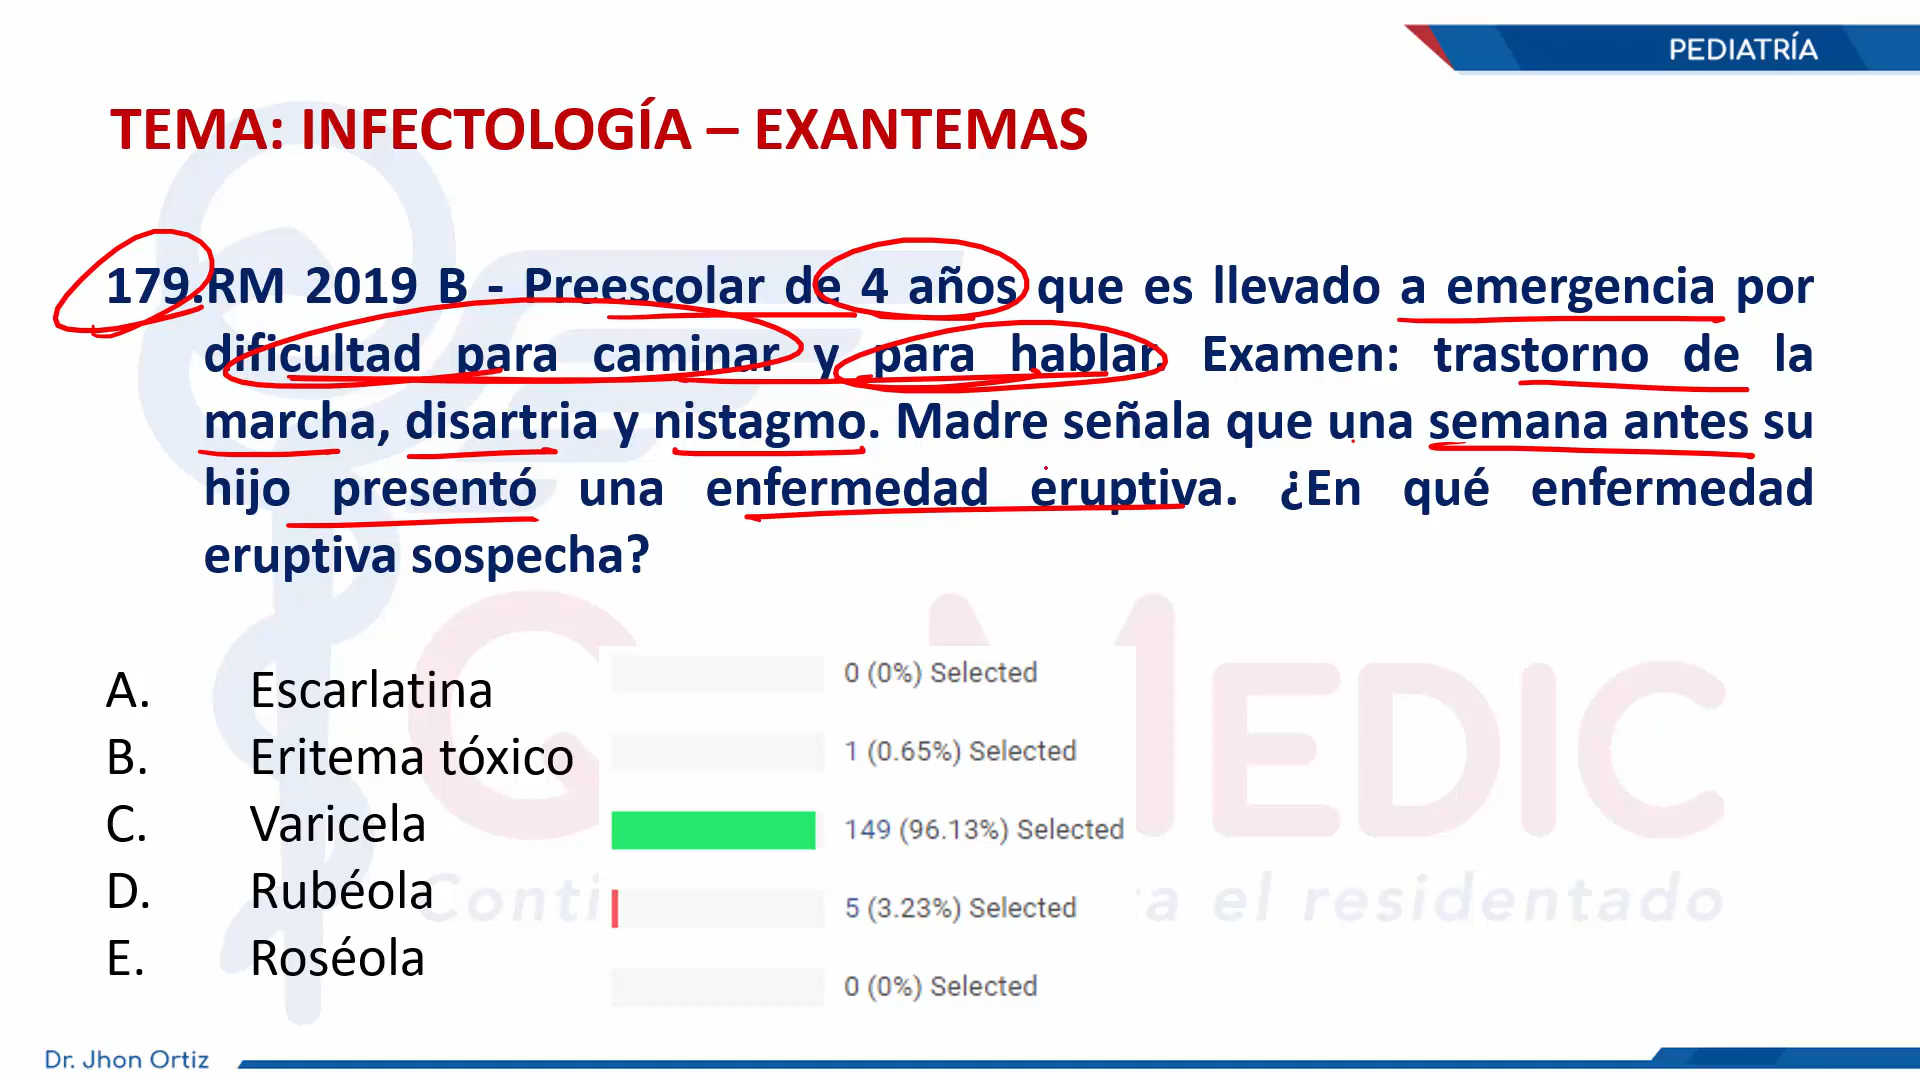 PEDIATRÍA
TEMA: INFECTOLOGÍA – EXANTEMAS
179.RM 2019 B - Preescolar de 4 años que es llevado a emergencia por
dificultad para caminar y para hablar. Examen: trastorno de la
marcha, disartria y nistagmo. Madre señala que una semana antes su
hijo presentó una enfermedad eruptiva. ¿En qué enfermedad
eruptiva sospecha?
A. Escarlatina
0 (0%) Selected
B. Eritema tóxico
1 (0.65%) Selected
C. Varicela
149 (96.13%) Selected
D. Rubéola
5 (3.23%) Selected
E. Roséola
0 (0%) Selected
MEDIC
el residentado
Dr. Jhon Ortiz